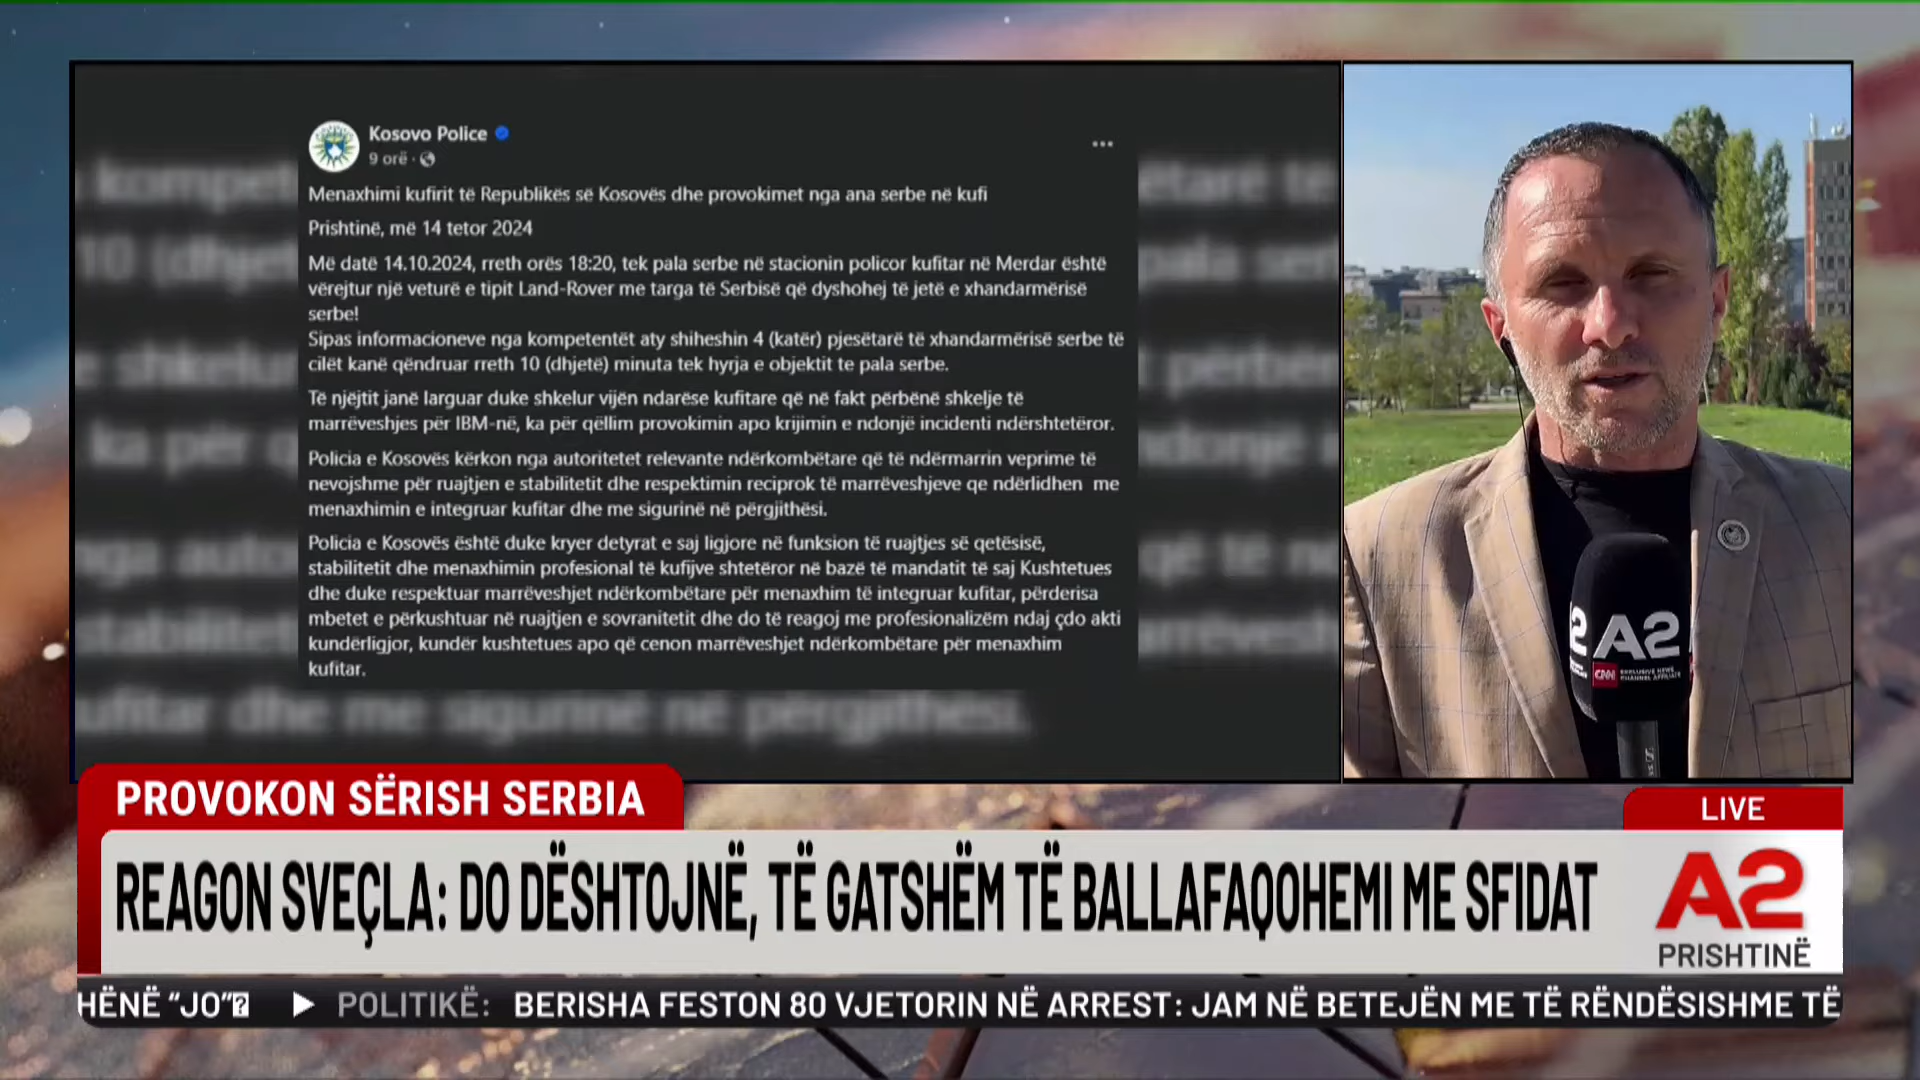 Kosovo Police
9 orë ·
Menaxhimi kufirit të Republikës së Kosovës dhe provokimet nga ana serbe në kufi
Prishtinë, më 14 tetor 2024
Më datë 14.10.2024, rreth orës 18:20, tek pala serbe në stacionin policor kufitar në Merdar është
vërejtur një veturë e tipit Land-Rover me targa të Serbisë që dyshohej të jetë e xhandarmërisë
serbe!
Sipas informacioneve nga kompetentët aty shiheshin 4 (katër) pjesëtarë të xhandarmërisë serbe të
cilët kanë qëndruar rreth 10 (dhjetë) minuta tek hyrja e objektit te pala serbe.
Të njëjtit janë larguar duke shkelur vijën ndarëse kufitare që në fakt përbënë shkelje të
marrëveshjes për IBM-në, ka për qëllim provokimin apo krijimin e ndonjë incidenti ndërshtetëror.
Policia e Kosovës kërkon nga autoritetet relevante ndërkombëtare që të ndërmarrin veprime të
nevojshme për ruajtjen e stabilitetit dhe respektimin reciprok të marrëveshjeve qe ndërlidhen me
menaxhimin e integruar kufitar dhe me sigurinë në përgjithësi.
Policia e Kosovës është duke kryer detyrat e saj ligjore në funksion të ruajtjes së qetësisë,
stabilitetit dhe menaxhimin profesional të kufijve shtetëror në bazë të mandatit të saj Kushtetues
dhe duke respektuar marrëveshjet ndërkombëtare për menaxhim të integruar kufitar, përderisa
mbetet e përkushtuar në ruajtjen e sovranitetit dhe do të reagoj me profesionalizëm ndaj çdo akti
kundërligjor, kundër kushtetues apo që cenon marrëveshjet ndërkombëtare për menaxhim
kufitar.
A2
CNN EXCLUSIVE NEWS
CHANNEL AFFILIATE
PROVOKON SËRISH SERBIA
LIVE
REAGON SVEÇLA: DO DËSHTOJNË, TË GATSHËM TË BALLAFAQOHEMI ME SFIDAT
A2
PRISHTINË
HËNË “JO” ▶ POLITIKË: BERISHA FESTON 80 VJETORIN NË ARREST: JAM NË BETEJËN ME TË RËNDËSISHME TË